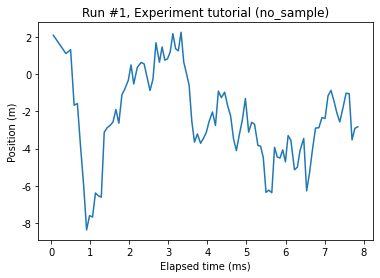 Run #1, Experiment tutorial (no_sample)
Position (m)
2
0
-2
-4
-6
-8
0 1 2 3 4 5 6 7 8
Elapsed time (ms)